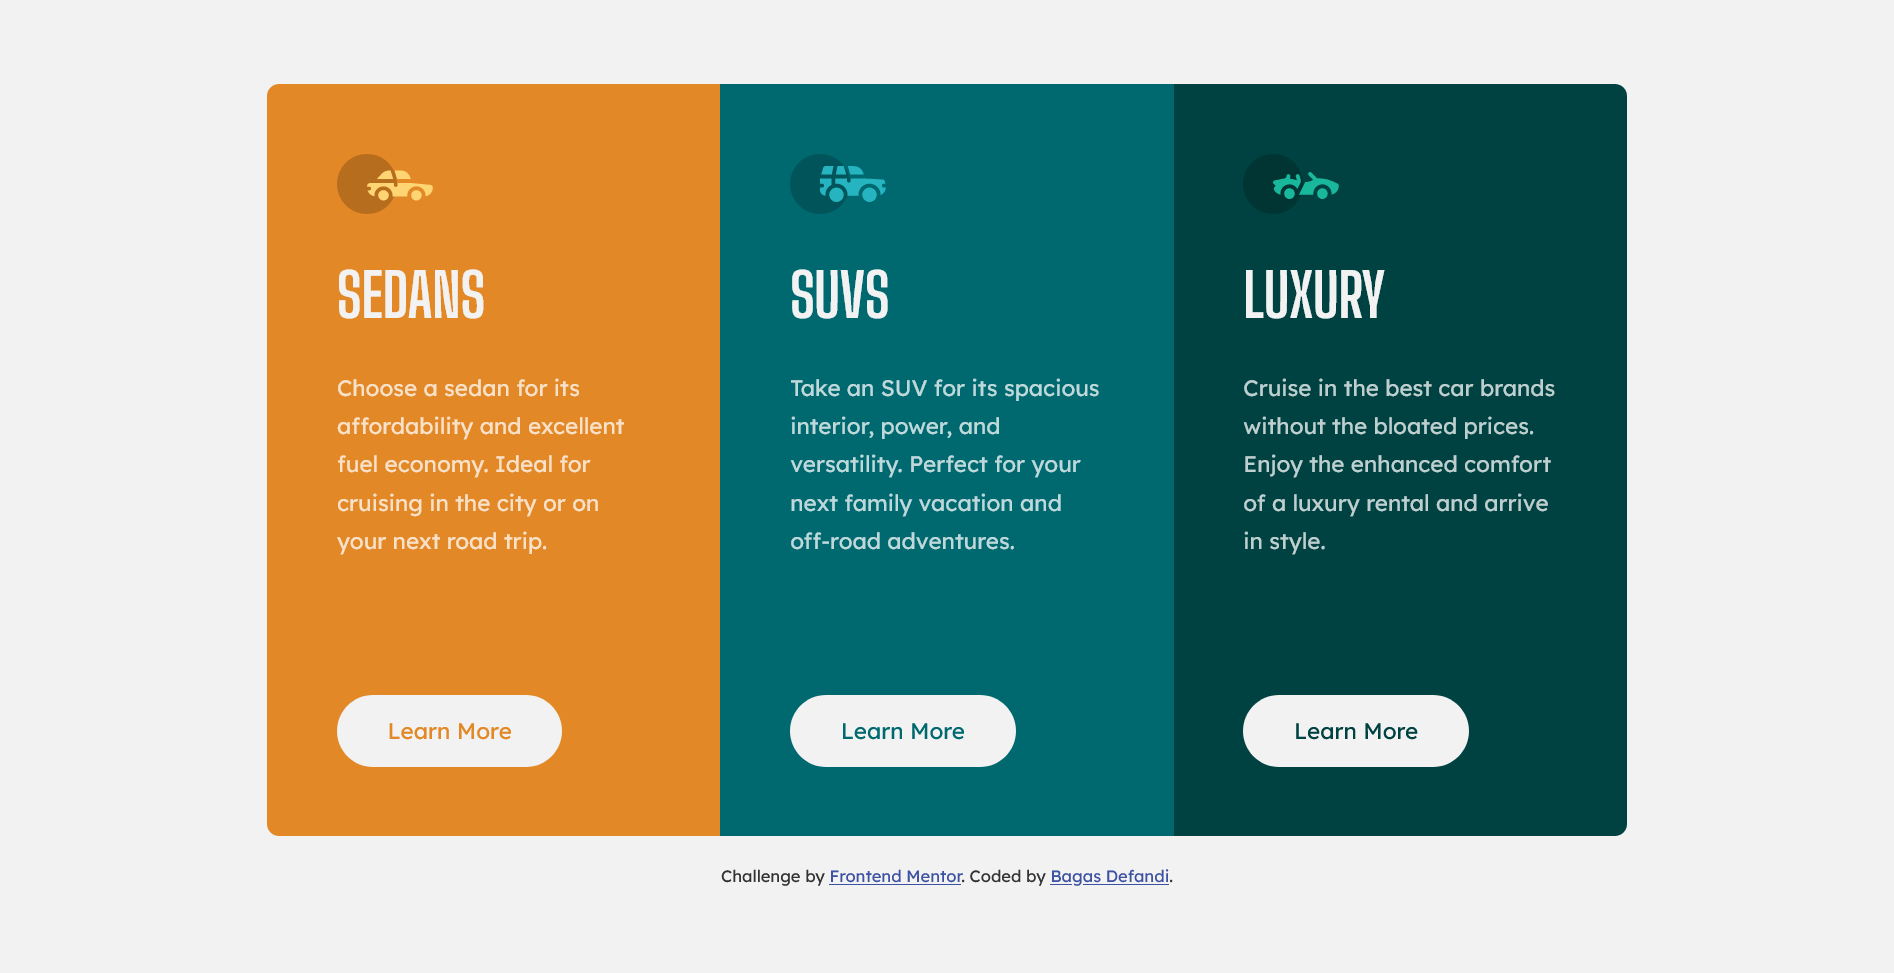 SEDANS
Choose a sedan for its
affordability and excellent
fuel economy. Ideal for
cruising in the city or on
your next road trip.
Learn More
SUVS
Take an SUV for its spacious
interior, power, and
versatility. Perfect for your
next family vacation and
off-road adventures.
Learn More
LUXURY
Cruise in the best car brands
without the bloated prices.
Enjoy the enhanced comfort
of a luxury rental and arrive
in style.
Learn More
Challenge by Frontend Mentor. Coded by Bagas Defandi.